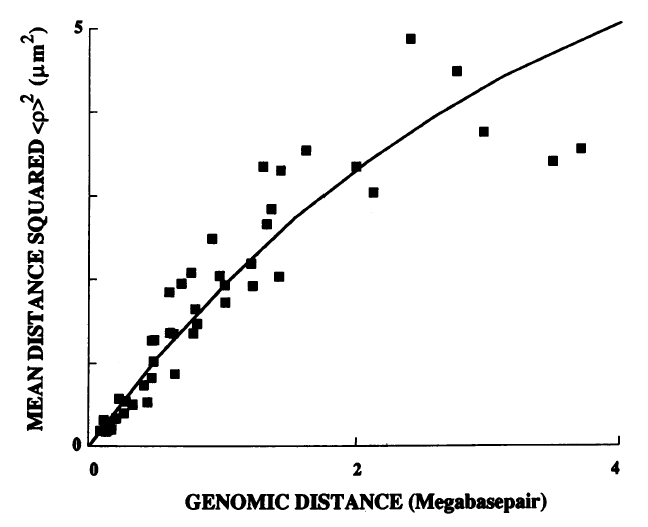 5
MEAN DISTANCE SQUARED <ρ>² (μm²)
0
0 2 4
GENOMIC DISTANCE (Megabasepair)